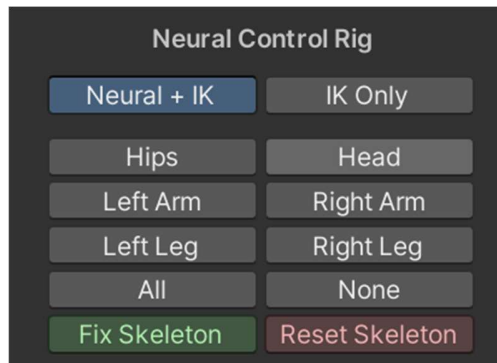 Neural Control Rig
Neural + IK IK Only
Hips Head
Left Arm Right Arm
Left Leg Right Leg
All None
Fix Skeleton Reset Skeleton